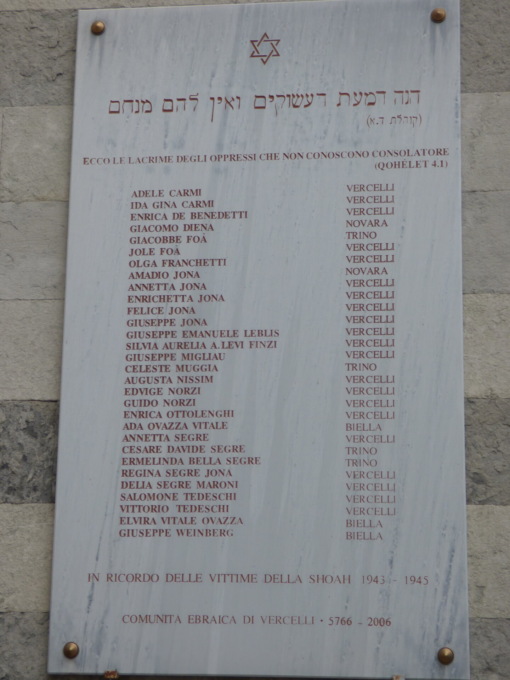 הנה דמעת העשוקים ואין להם מנחם
(קוהלת ד.א)
ECCO LE LACRIME DEGLI OPPRESSI CHE NON CONOSCONO CONSOLATORE
(QOHÈLET 4.1)
ADELE CARMI VERCELLI
IDA GINA CARMI VERCELLI
ENRICA DE BENEDETTI VERCELLI
GIACOMO DIENA NOVARA
GIACOBBE FOÀ TRINO
JOLE FOÀ VERCELLI
OLGA FRANCHETTI VERCELLI
AMADIO JONA NOVARA
ANNETTA JONA VERCELLI
ENRICHETTA JONA VERCELLI
FELICE JONA VERCELLI
GIUSEPPE JONA VERCELLI
GIUSEPPE EMANUELE LEBLIS VERCELLI
SILVIA AURELIA A.LEVI FINZI VERCELLI
GIUSEPPE MIGLIAU VERCELLI
CELESTE MUGGIA TRINO
AUGUSTA NISSIM VERCELLI
EDVIGE NORZI VERCELLI
GUIDO NORZI VERCELLI
ENRICA OTTOLENGHI VERCELLI
ADA OVAZZA VITALE BIELLA
ANNETTA SEGRE VERCELLI
CESARE DAVIDE SEGRE TRINO
ERMELINDA BELLA SEGRE TRINO
REGINA SEGRE JONA VERCELLI
DELIA SEGRE MARONI VERCELLI
SALOMONE TEDESCHI VERCELLI
VITTORIO TEDESCHI VERCELLI
ELVIRA VITALE OVAZZA BIELLA
GIUSEPPE WEINBERG BIELLA
IN RICORDO DELLE VITTIME DELLA SHOAH 1943 - 1945
COMUNITA EBRAICA DI VERCELLI · 5766 - 2006